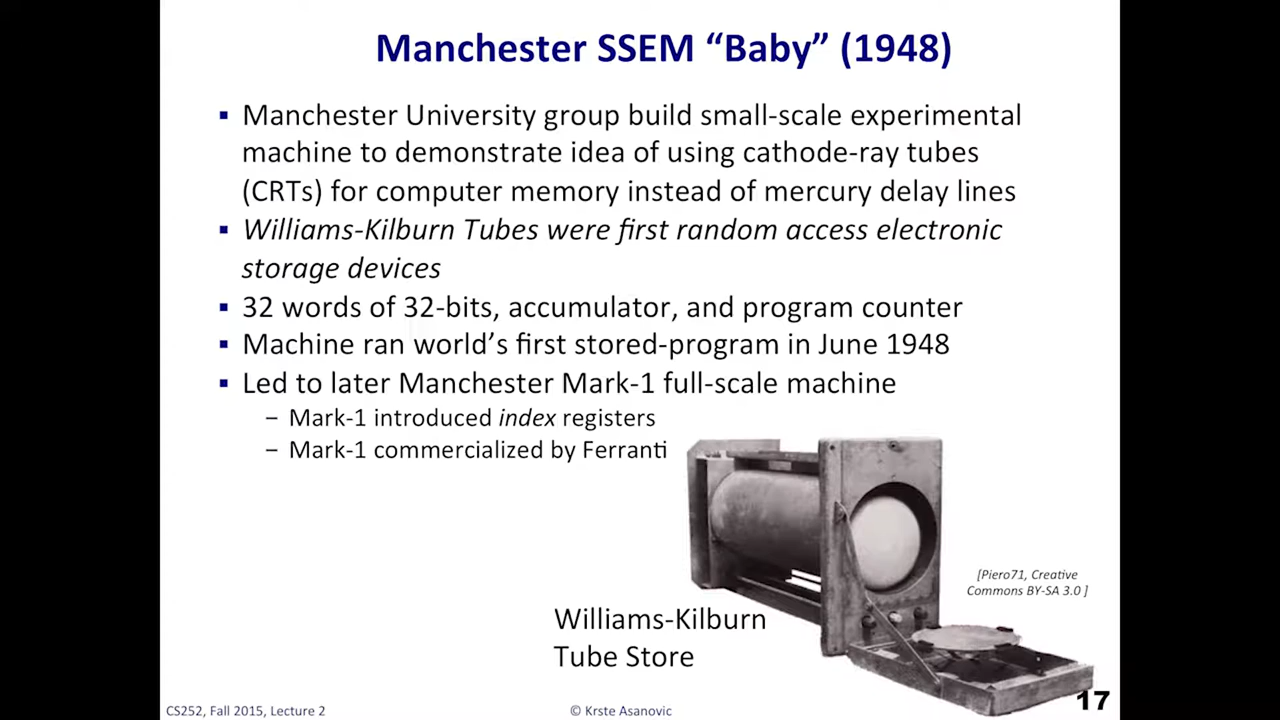 Manchester SSEM “Baby” (1948)
▪ Manchester University group build small-scale experimental
machine to demonstrate idea of using cathode-ray tubes
(CRTs) for computer memory instead of mercury delay lines
▪ Williams-Kilburn Tubes were first random access electronic
storage devices
▪ 32 words of 32-bits, accumulator, and program counter
▪ Machine ran world’s first stored-program in June 1948
▪ Led to later Manchester Mark-1 full-scale machine
– Mark-1 introduced index registers
– Mark-1 commercialized by Ferranti
[Piero71, Creative
Commons BY-SA 3.0 ]
Williams-Kilburn
Tube Store
CS252, Fall 2015, Lecture 2
© Krste Asanovic
17